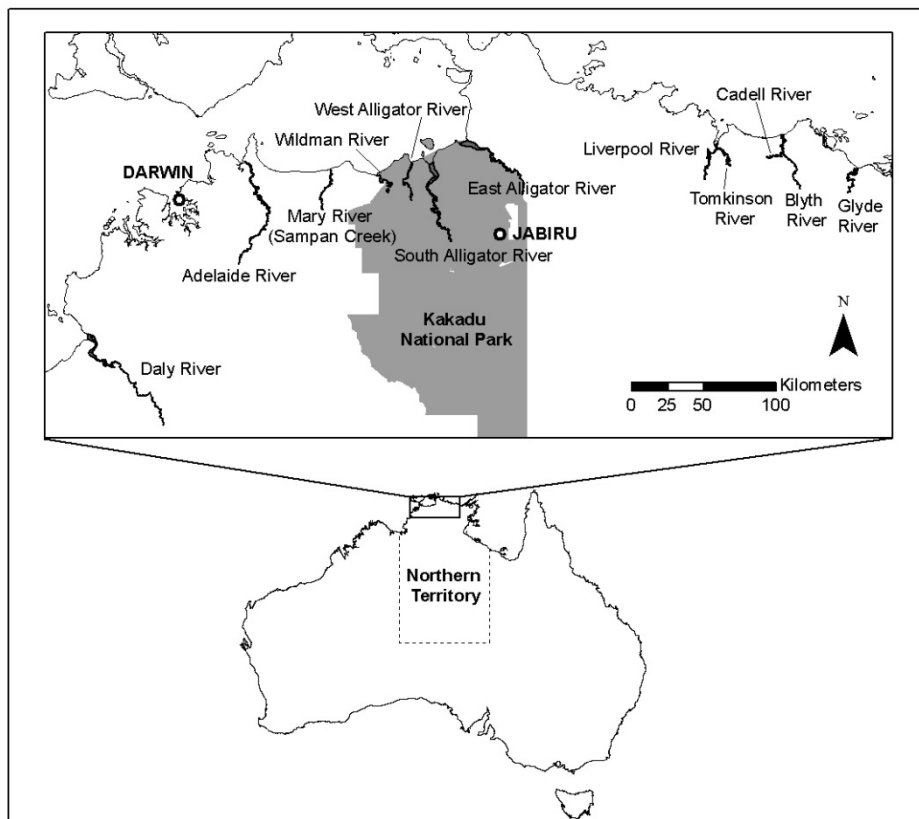 West Alligator River
Wildman River
DARWIN
Mary River
(Sampan Creek)
Adelaide River
East Alligator River
JABIRU
South Alligator River
Kakadu
National Park
Daly River
Cadell River
Liverpool River
Tomkinson
River
Blyth
River
Glyde
River
N
Kilometers
0 25 50 100
Northern
Territory